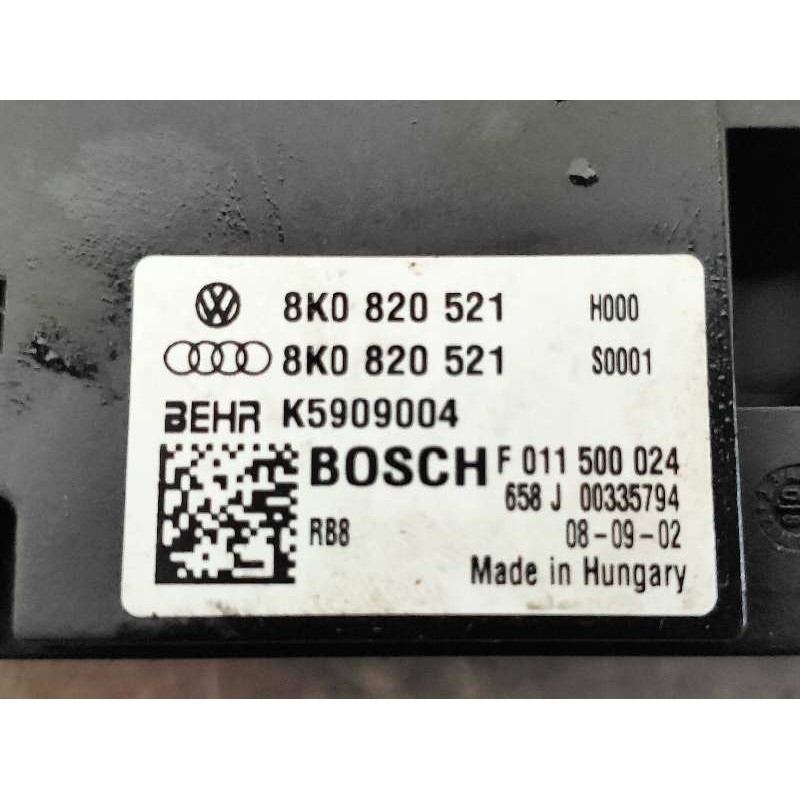 8K0 820 521 H000
8K0 820 521 S0001
BEHR K5909004
BOSCH F 011 500 024
658 J 00335794
RB8 08-09-02
Made in Hungary